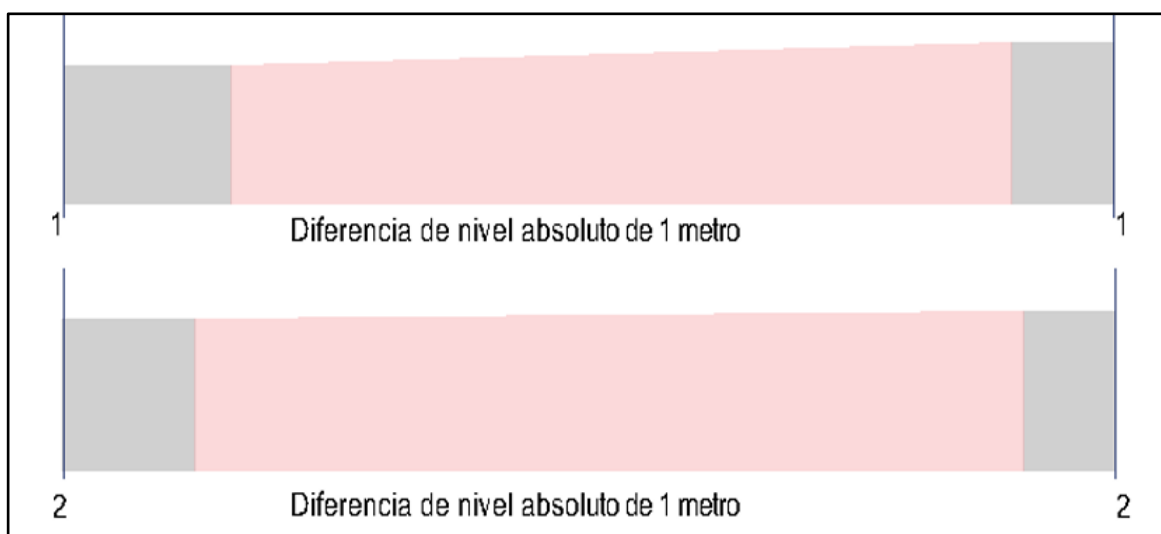 1 1
Diferencia de nivel absoluto de 1 metro
2 2
Diferencia de nivel absoluto de 1 metro